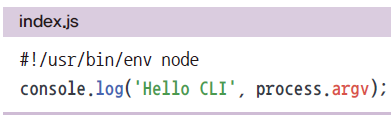 index.js
#!/usr/bin/env node
console.log('Hello CLI', process.argv);